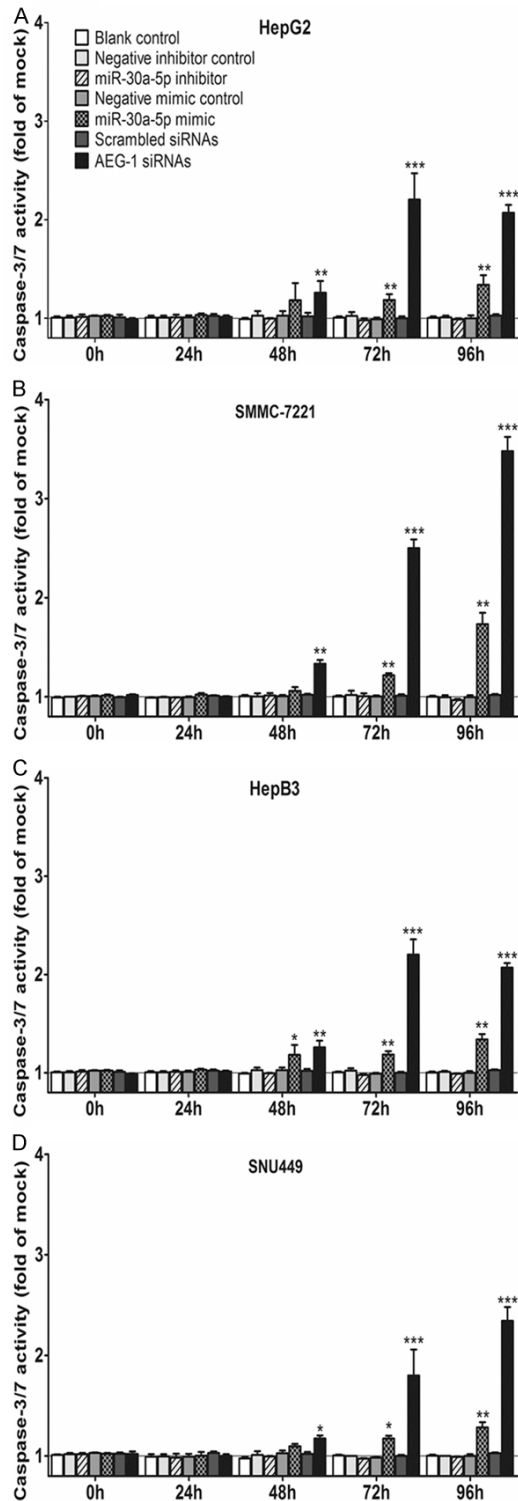 A
HepG2
Caspase-3/7 activity (fold of mock)
4
3
2
1
Blank control
Negative inhibitor control
miR-30a-5p inhibitor
Negative mimic control
miR-30a-5p mimic
Scrambled siRNAs
AEG-1 siRNAs
** ** *** ** ***
0h 24h 48h 72h 96h
B
SMMC-7221
Caspase-3/7 activity (fold of mock)
4
3
2
1
** ** *** ** ***
0h 24h 48h 72h 96h
C
HepB3
Caspase-3/7 activity (fold of mock)
4
3
2
1
* ** ** *** ** ***
0h 24h 48h 72h 96h
D
SNU449
Caspase-3/7 activity (fold of mock)
4
3
2
1
* * *** ** ***
0h 24h 48h 72h 96h